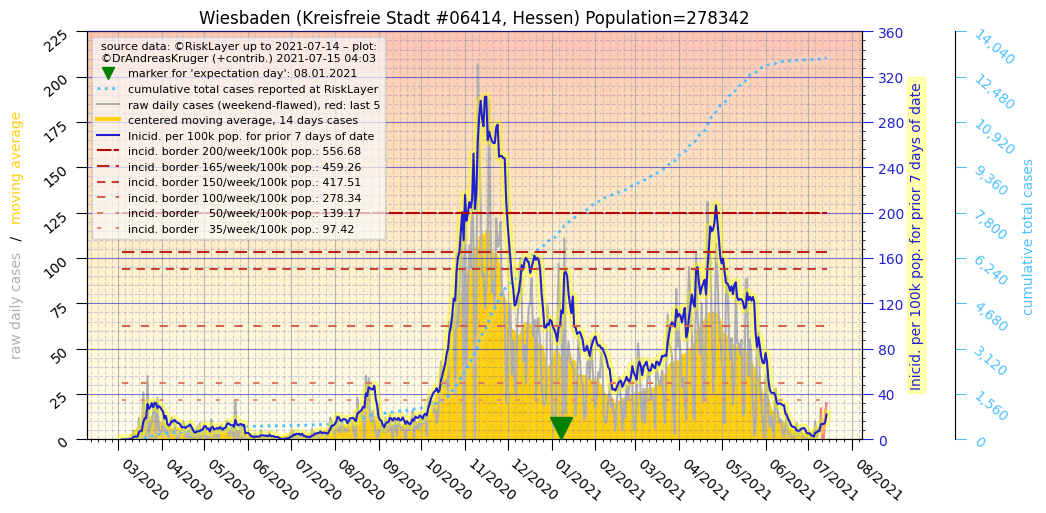 Wiesbaden (Kreisfreie Stadt #06414, Hessen) Population=278342
source data: ©RiskLayer up to 2021-07-14 – plot:
©DrAndreasKruger (+contrib.) 2021-07-15 04:03
marker for 'expectation day': 08.01.2021
cumulative total cases reported at RiskLayer
raw daily cases (weekend-flawed), red: last 5
centered moving average, 14 days cases
Inicid. per 100k pop. for prior 7 days of date
incid. border 200/week/100k pop.: 556.68
incid. border 165/week/100k pop.: 459.26
incid. border 150/week/100k pop.: 417.51
incid. border 100/week/100k pop.: 278.34
incid. border 50/week/100k pop.: 139.17
incid. border 35/week/100k pop.: 97.42
raw daily cases / moving average
225
200
175
150
125
100
75
50
25
0
03/2020
04/2020
05/2020
06/2020
07/2020
08/2020
09/2020
10/2020
11/2020
12/2020
01/2021
02/2021
03/2021
04/2021
05/2021
06/2021
07/2021
08/2021
360
320
280
240
200
160
120
80
40
0
Inicid. per 100k pop. for prior 7 days of date
14,040
12,480
10,920
9,360
7,800
6,240
4,680
3,120
1,560
0
cumulative total cases